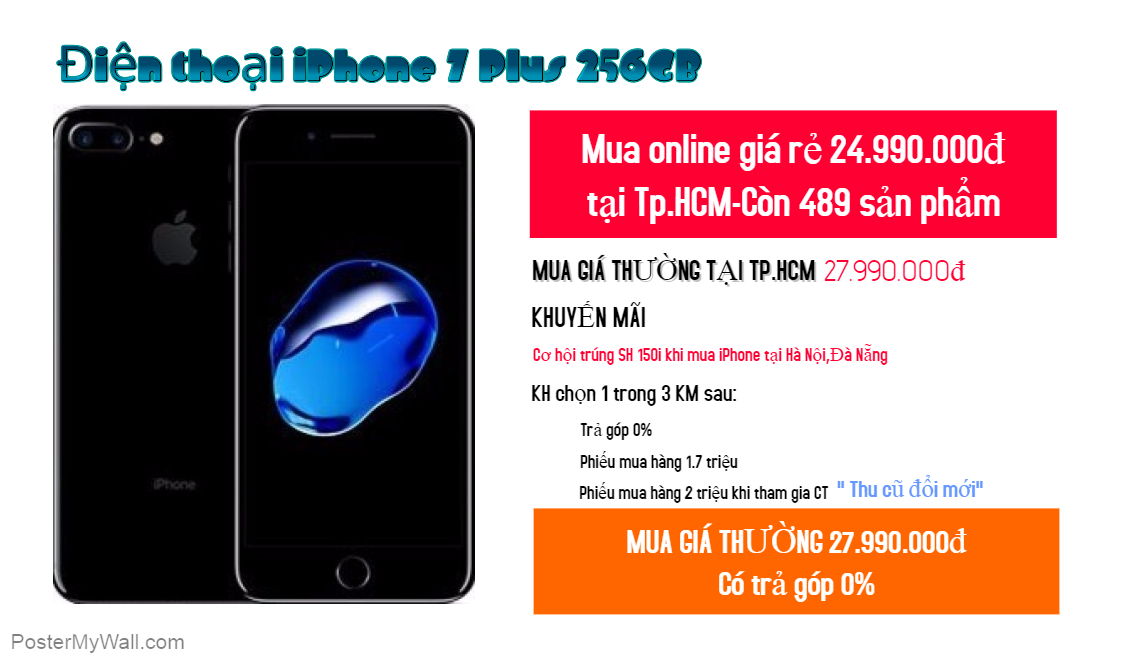 Điện thoại iPhone 7 Plus 256GB
Mua online giá rẻ 24.990.000đ
tại Tp.HCM-Còn 489 sản phẩm
MUA GIÁ THƯỜNG TẠI TP.HCM 27.990.000đ
KHUYẾN MÃI
Cơ hội trúng SH 150i khi mua iPhone tại Hà Nội,Đà Nẵng
KH chọn 1 trong 3 KM sau:
Trả góp 0%
Phiếu mua hàng 1.7 triệu
Phiếu mua hàng 2 triệu khi tham gia CT " Thu cũ đổi mới"
iPhone
MUA GIÁ THƯỜNG 27.990.000đ
Có trả góp 0%
PosterMyWall.com